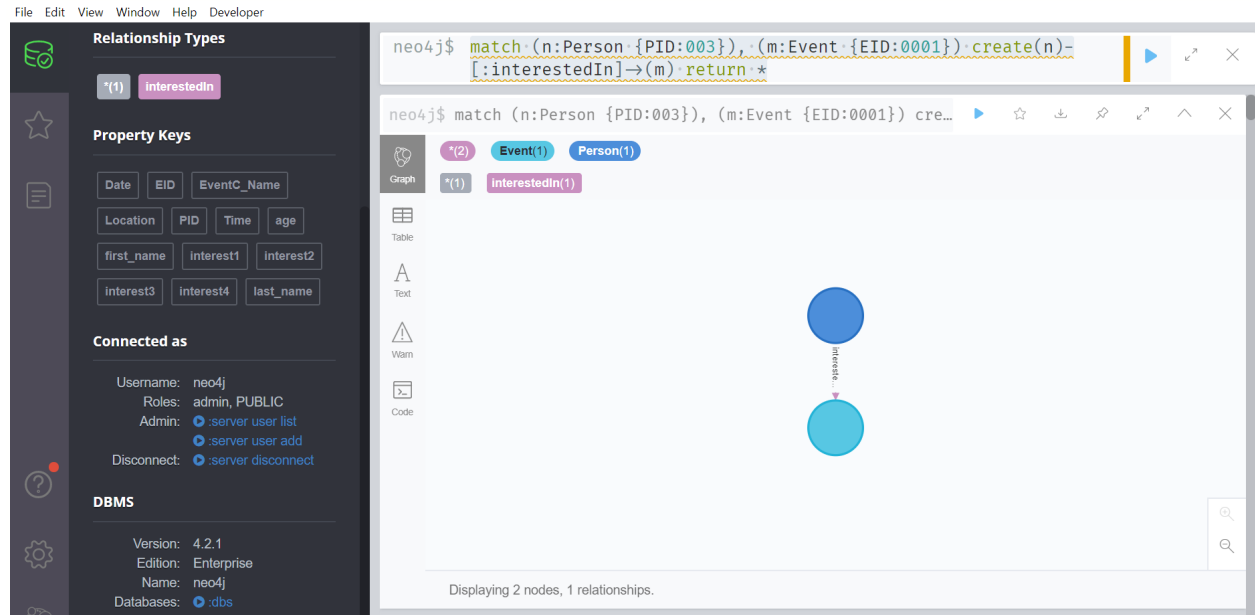 File Edit View Window Help Developer
Relationship Types
*(1) interestedIn
Property Keys
Date EID EventC_Name
Location PID Time age
first_name interest1 interest2
interest3 interest4 last_name
Connected as
Username: neo4j
Roles: admin, PUBLIC
Admin: :server user list
:server user add
Disconnect: :server disconnect
DBMS
Version: 4.2.1
Edition: Enterprise
Name: neo4j
Databases: :dbs
neo4j$ match (n:Person {PID:003}), (m:Event {EID:0001}) create(n)-
[:interestedIn]→(m) return *
neo4j$ match (n:Person {PID:003}), (m:Event {EID:0001}) cre…
*(2) Event(1) Person(1)
*(1) interestedIn(1)
Graph
Table
A
Text
Warn
Code
intereste…
Displaying 2 nodes, 1 relationships.